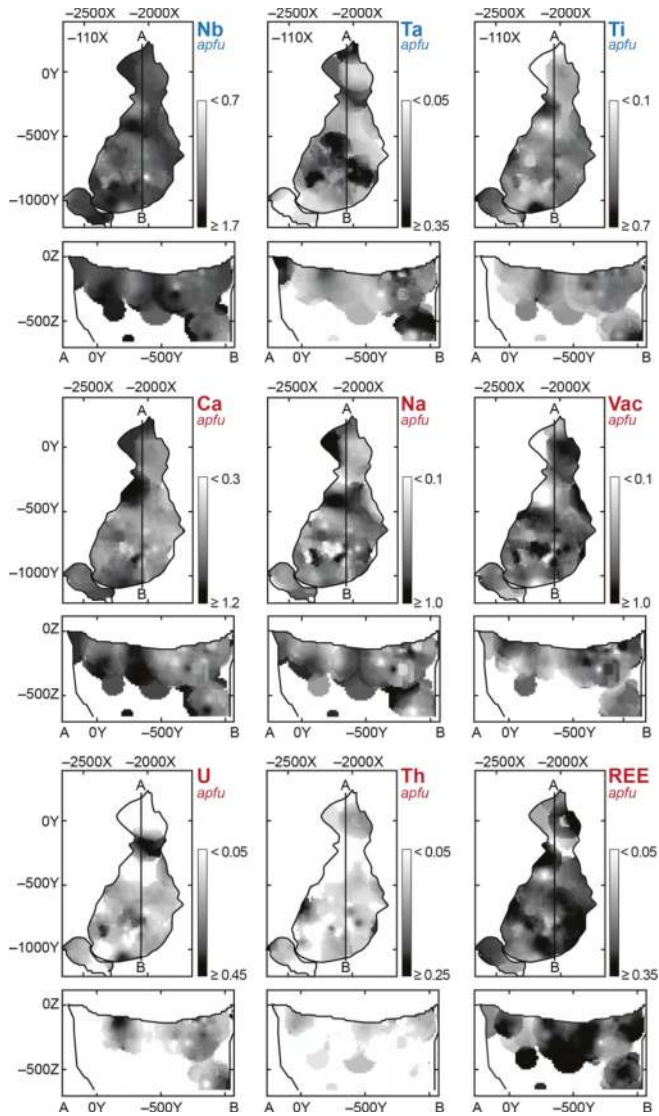 −2500X −2000X −2500X −2000X −2500X −2000X
−110X A Nb −110X A Ta −110X A Ti
apfu apfu apfu
0Y
< 0.7 < 0.05 < 0.1
−500Y
−1000Y
B ≥ 1.7 B ≥ 0.35 B ≥ 0.7
0Z
−500Z
A 0Y −500Y B A 0Y −500Y B A 0Y −500Y B
−2500X −2000X −2500X −2000X −2500X −2000X
A Ca A Na A Vac
apfu apfu apfu
0Y
< 0.3 < 0.1 < 0.1
−500Y
−1000Y
B ≥ 1.2 B ≥ 1.0 B ≥ 1.0
0Z
−500Z
A 0Y −500Y B A 0Y −500Y B A 0Y −500Y B
−2500X −2000X −2500X −2000X −2500X −2000X
A U A Th A REE
apfu apfu apfu
0Y
< 0.05 < 0.05 < 0.05
−500Y
−1000Y
B ≥ 0.45 B ≥ 0.25 B ≥ 0.35
0Z
−500Z
A 0Y −500Y B A 0Y −500Y B A 0Y −500Y B